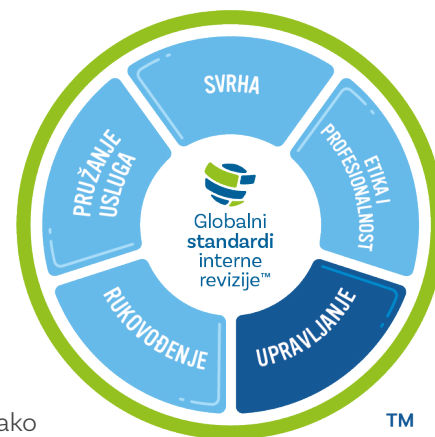 SVRHA
ETIKA I
PROFESIONALNOST
UPRAVLJANJE
RUKOVOĐENJE
PRUŽANJE
USLUGA
Globalni
standardi
interne
revizije™
ako
TM